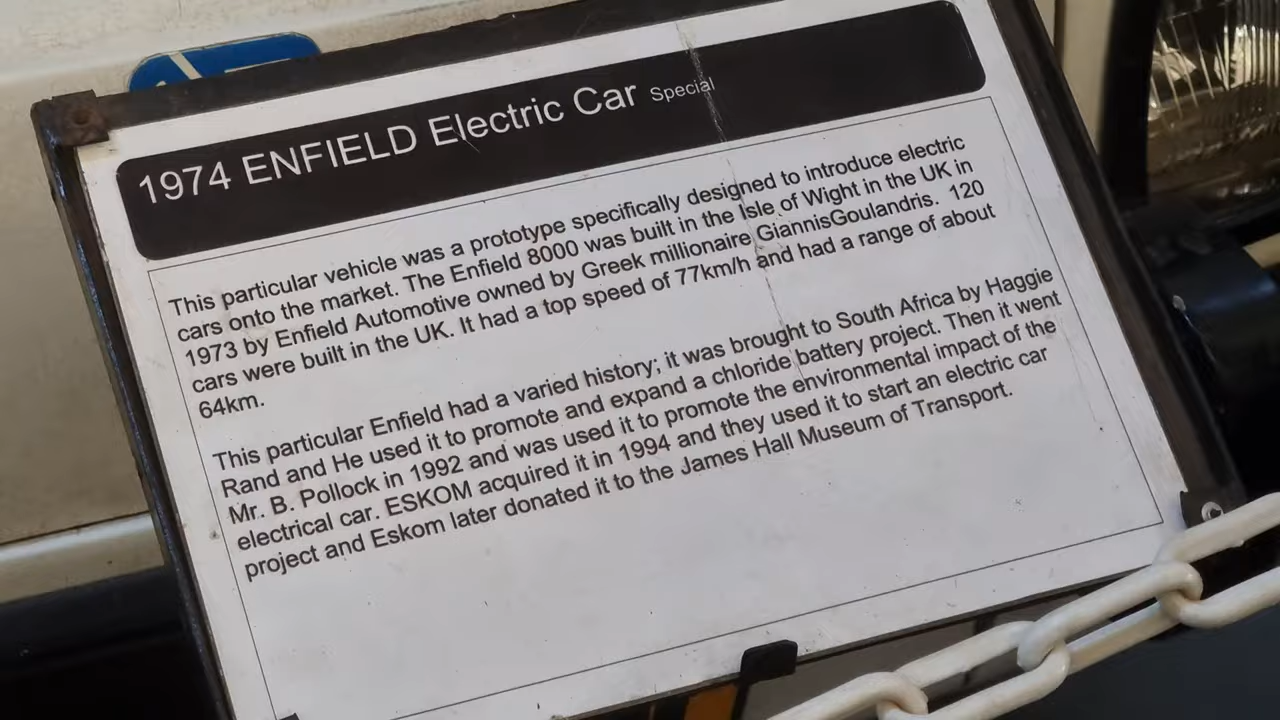 1974 ENFIELD Electric Car Special
This particular vehicle was a prototype specifically designed to introduce electric
cars onto the market. The Enfield 8000 was built in the Isle of Wight in the UK in
1973 by Enfield Automotive owned by Greek millionaire GiannisGoulandris. 120
cars were built in the UK. It had a top speed of 77km/h and had a range of about
64km.
This particular Enfield had a varied history; it was brought to South Africa by Haggie
Rand and He used it to promote and expand a chloride battery project. Then it went
Mr. B. Pollock in 1992 and was used it to promote the environmental impact of the
electrical car. ESKOM acquired it in 1994 and they used it to start an electric car
project and Eskom later donated it to the James Hall Museum of Transport.